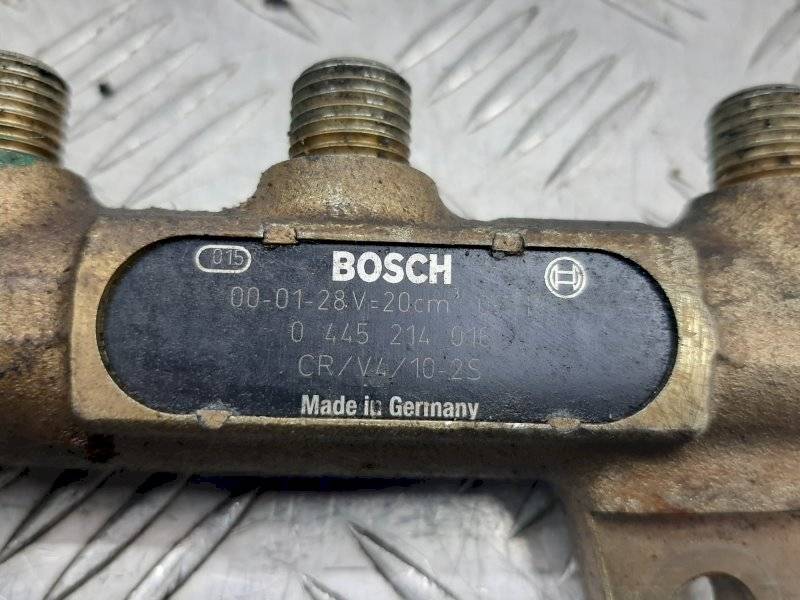 015 BOSCH
00-01-28 V=20cm³
0 445 214 016
CR/V4/10-2S
Made in Germany